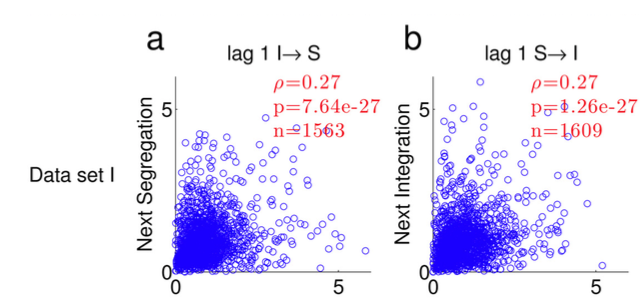 a
lag 1 I→ S
ρ=0.27
p=7.64e-27
n=1563
Next Segregation
5
0
0
5
b
lag 1 S→ I
ρ=0.27
p=1.26e-27
n=1609
Next Integration
5
0
0
5
Data set I